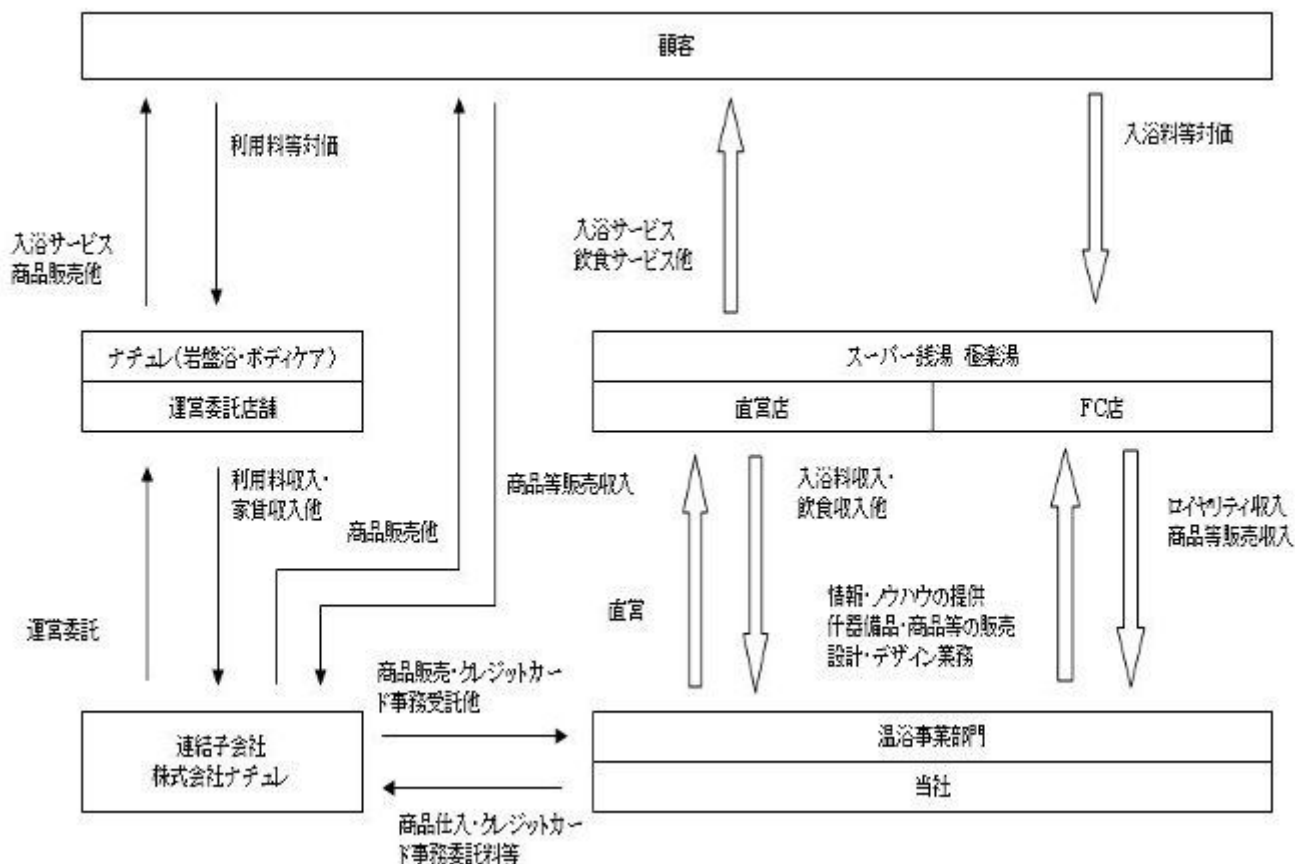 顧客
利用料等対価
入浴料等対価
入浴サービス
商品販売他
入浴サービス
飲食サービス他
ナチュレ(岩盤浴・ボディケア)
運営委託店舗
スーパー銭湯 極楽湯
直営店
FC店
利用料収入・
家賃収入他
商品等販売収入
商品販売他
入浴料収入・
飲食収入他
ロイヤリティ収入
商品等販売収入
運営委託
直営
情報・ノウハウの提供
什器備品・商品等の販売
設計・デザイン業務
商品販売・クレジットカー
ド事務受託他
連結子会社
株式会社ナチュレ
温浴事業部門
当社
商品仕入・クレジットカー
ド事務委託料等